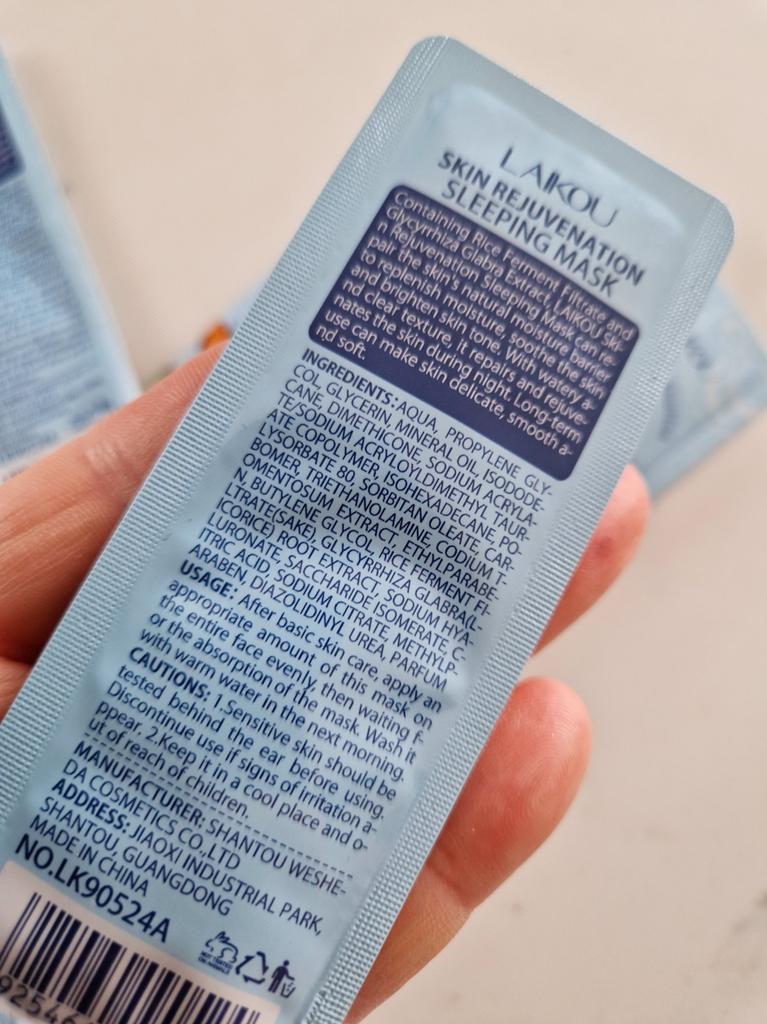 LAIKOU
SKIN REJUVENATION
SLEEPING MASK
Containing Rice Ferment Filtrate and
Glycyrrhiza Glabra Extract, LAIKOU Ski-
n Rejuvenation Sleeping Mask can re-
pair the skin's natural moisture barrier
to replenish moisture, soothe the skin
and brighten skin tone. With watery a-
nd clear texture, it repairs and rejuve-
nates the skin during night. Long-term
use can make skin delicate, smooth a-
nd soft.
INGREDIENTS: AQUA, PROPYLENE GLY-
COL, GLYCERIN, MINERAL OIL, ISODODE-
CANE, DIMETHICONE, SODIUM ACRYLA-
TE/SODIUM ACRYLOYLDIMETHYL TAUR-
ATE COPOLYMER, ISOHEXADECANE, PO-
LYSORBATE 80, SORBITAN OLEATE, CAR-
BOMER, TRIETHANOLAMINE, CODIUM T-
OMENTOSUM EXTRACT, ETHYLPARABE-
N, BUTYLENE GLYCOL, RICE FERMENT FI-
LTRATE(SAKE), GLYCYRRHIZA GLABRA(L-
ICORICE) ROOT EXTRACT, SODIUM HYA-
LURONATE, SACCHARIDE ISOMERATE, C-
ITRIC ACID, SODIUM CITRATE, METHYLP-
ARABEN, DIAZOLIDINYL UREA, PARFUM
USAGE: After basic skin care, apply an
appropriate amount of this mask on
the entire face evenly, then waiting f-
or the absorption of the mask. Wash it
with warm water in the next morning.
CAUTIONS: 1.Sensitive skin should be
tested behind the ear before using.
Discontinue use if signs of irritation a-
ppear. 2.Keep it in a cool place and o-
ut of reach of children.
MANUFACTURER: SHANTOU WESHE-
DA COSMETICS CO.,LTD
ADDRESS: JIAOXI INDUSTRIAL PARK,
SHANTOU, GUANGDONG
MADE IN CHINA
NO.LK90524A
NOT TESTED
ON ANIMALS